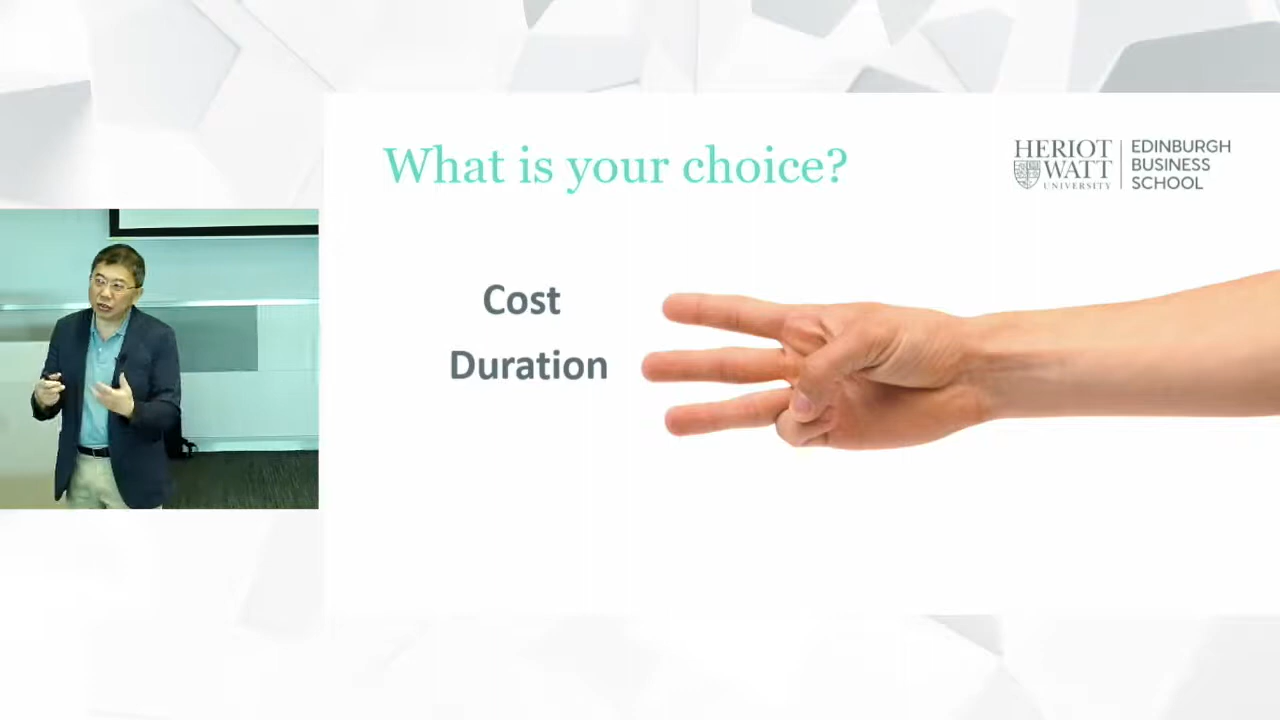 What is your choice?
HERIOT
WATT
UNIVERSITY
EDINBURGH
BUSINESS
SCHOOL
Cost
Duration